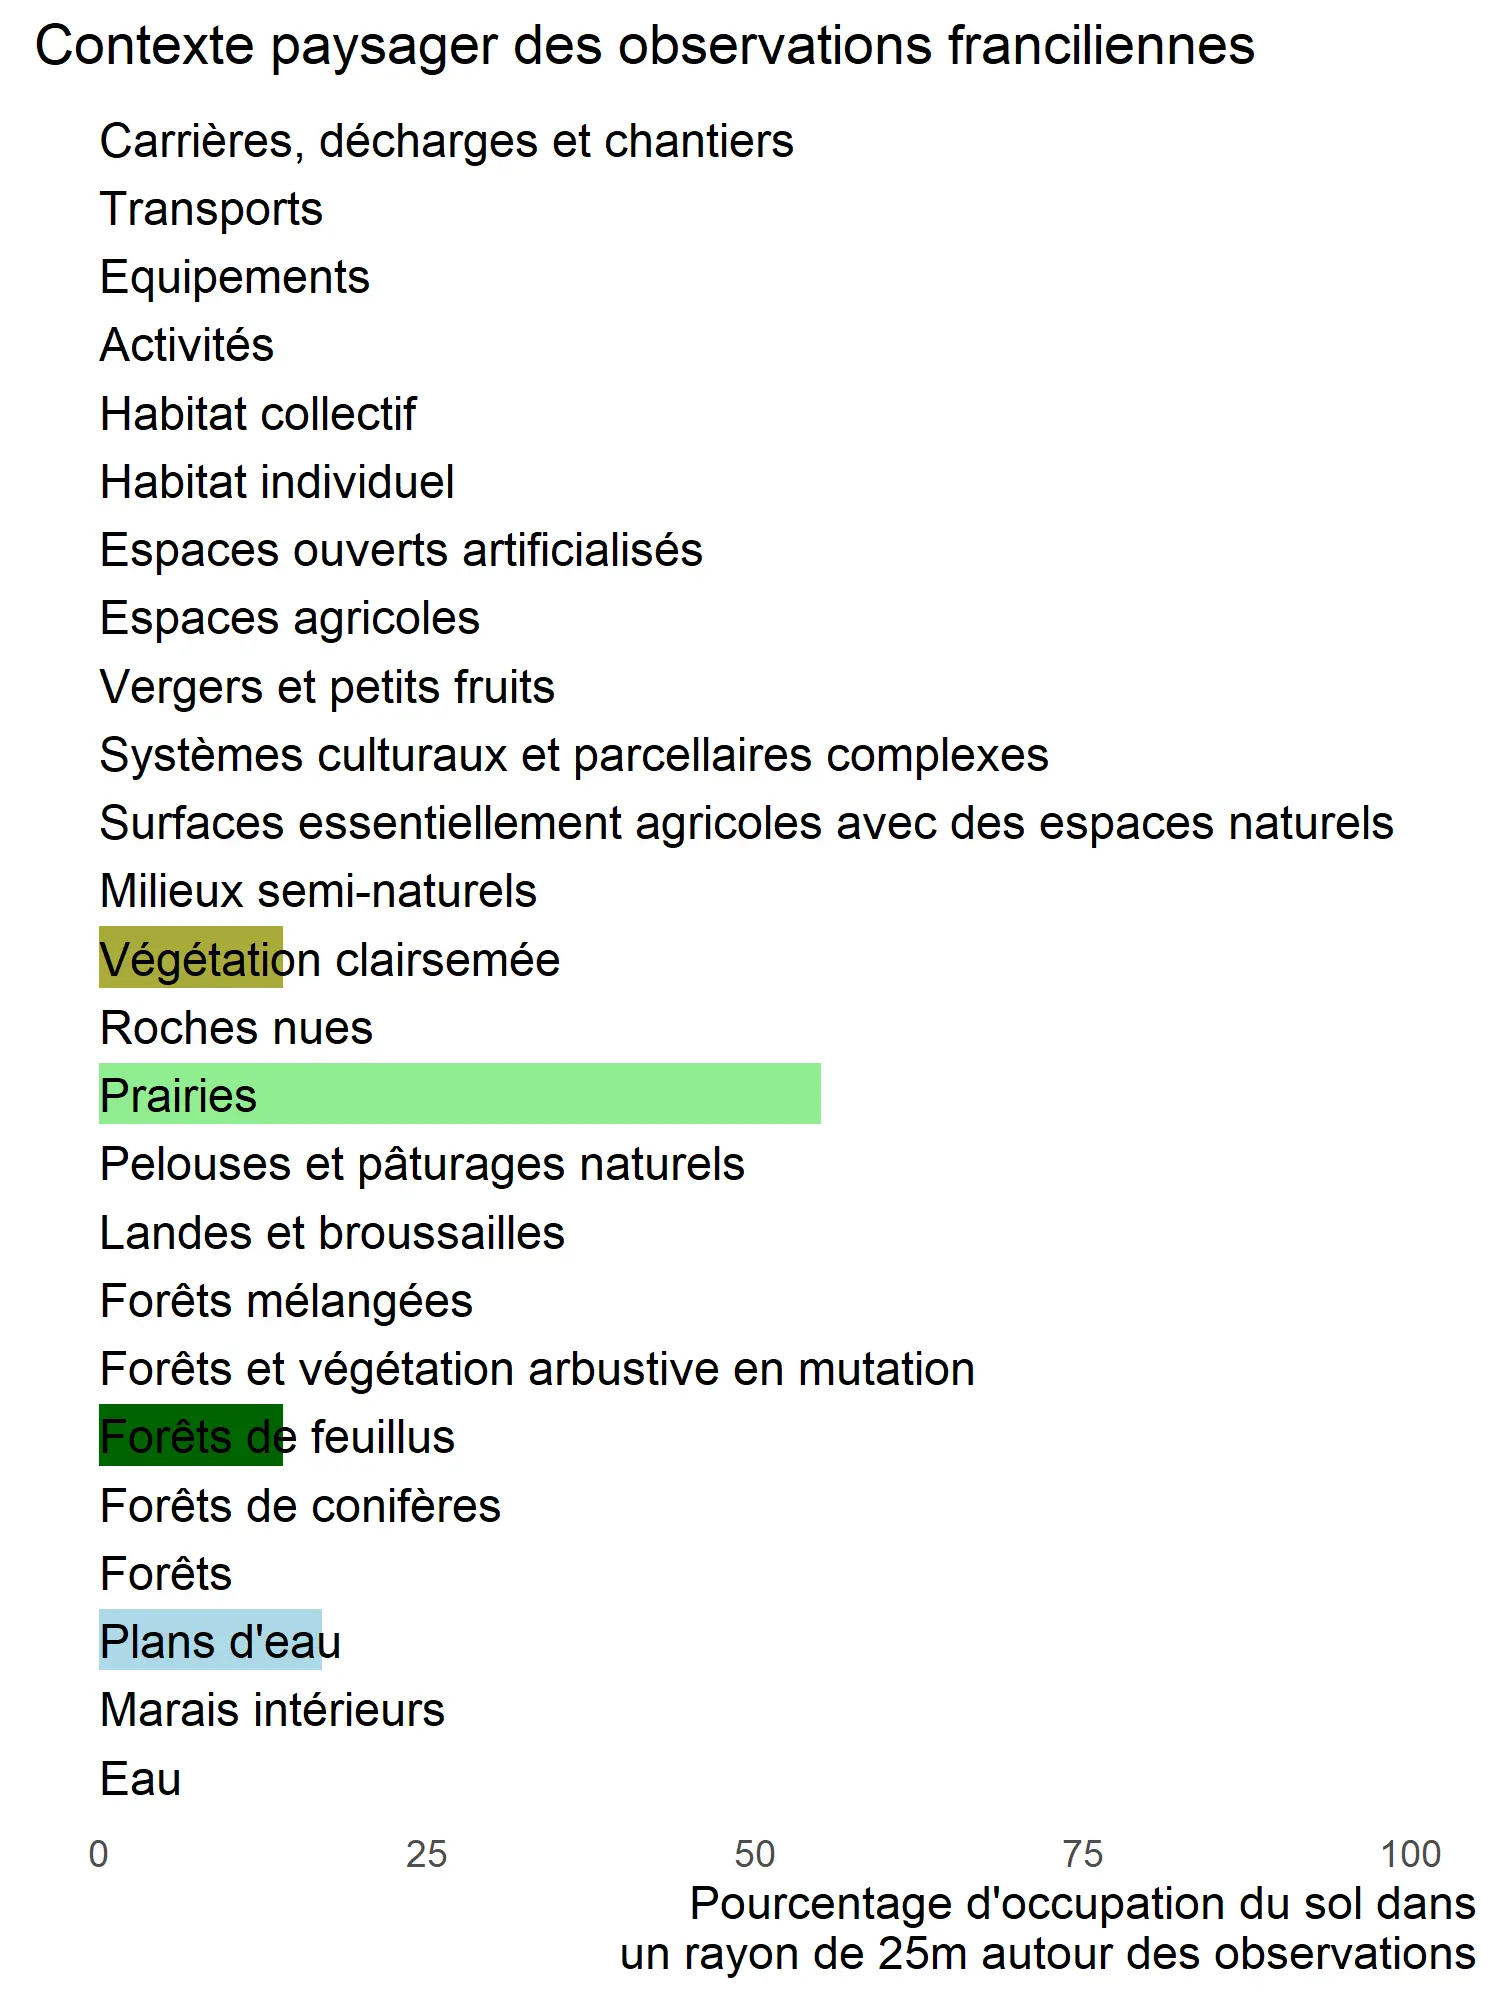 Contexte paysager des observations franciliennes
Carrières, décharges et chantiers
Transports
Equipements
Activités
Habitat collectif
Habitat individuel
Espaces ouverts artificialisés
Espaces agricoles
Vergers et petits fruits
Systèmes culturaux et parcellaires complexes
Surfaces essentiellement agricoles avec des espaces naturels
Milieux semi-naturels
Végétation clairsemée
Roches nues
Prairies
Pelouses et pâturages naturels
Landes et broussailles
Forêts mélangées
Forêts et végétation arbustive en mutation
Forêts de feuillus
Forêts de conifères
Forêts
Plans d'eau
Marais intérieurs
Eau
0 25 50 75 100
Pourcentage d'occupation du sol dans
un rayon de 25m autour des observations